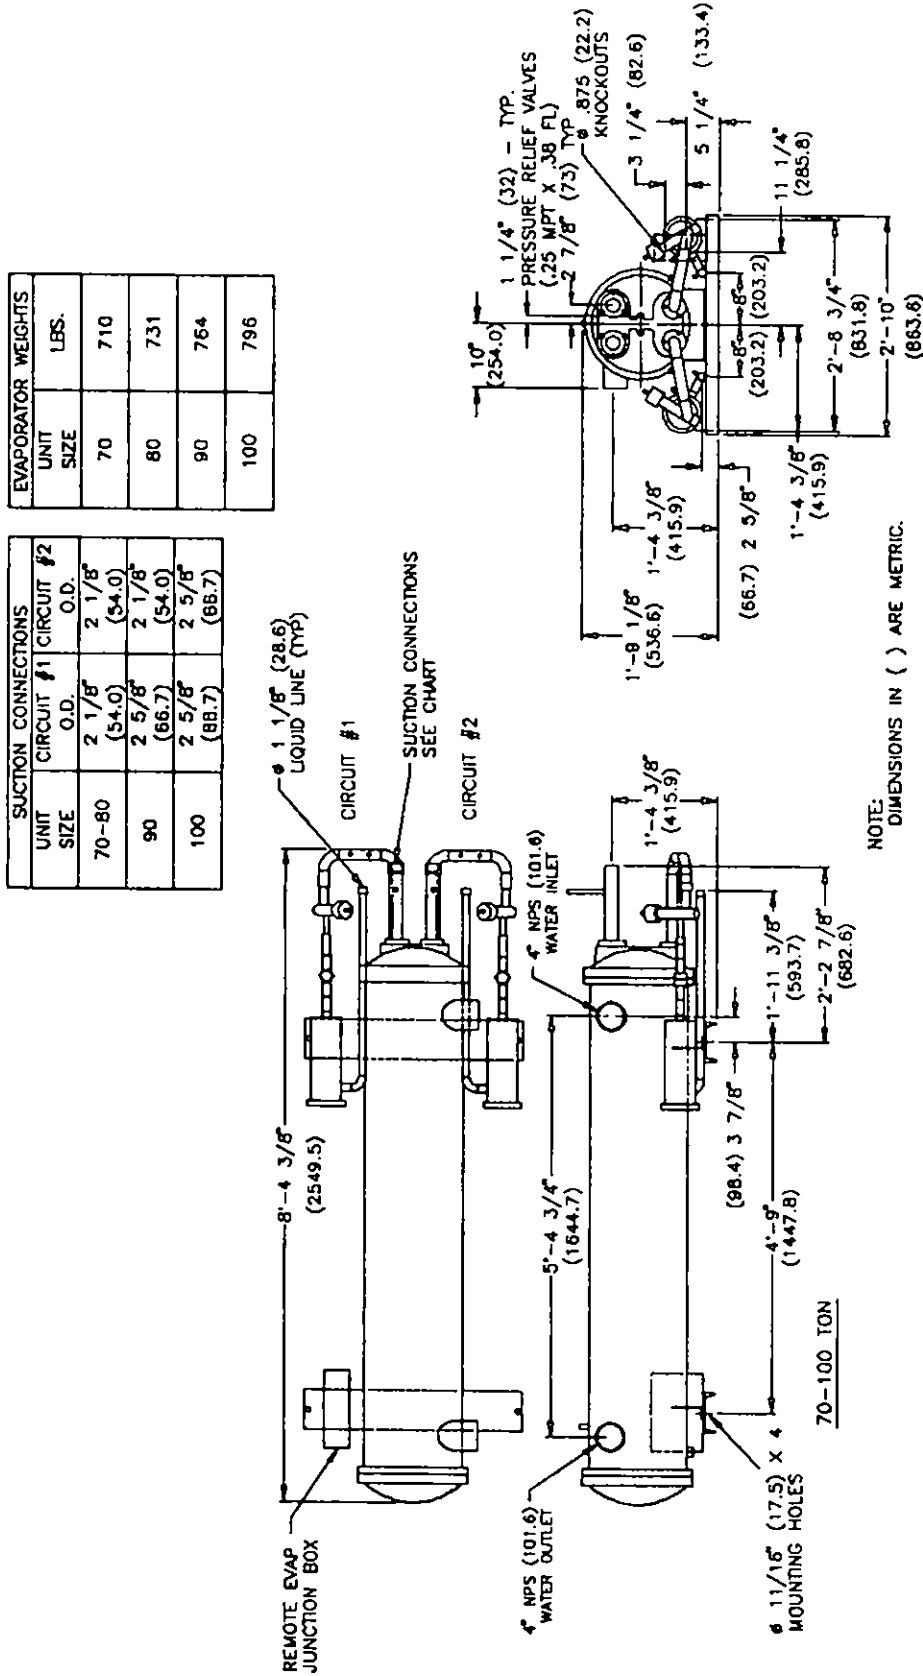 SUCTION CONNECTIONS
UNIT SIZE CIRCUIT #1 O.D. CIRCUIT #2 O.D.
70-80 2 1/8" (54.0) 2 1/8" (54.0)
90 2 5/8" (66.7) 2 1/8" (54.0)
100 2 5/8" (88.7) 2 5/8" (66.7)
EVAPORATOR WEIGHTS
UNIT SIZE LBS.
70 710
80 731
90 764
100 796
REMOTE EVAP
JUNCTION BOX
8'-4 3/8"
(2549.5)
ø 1 1/8" (28.6)
LIQUID LINE (TYP)
CIRCUIT #1
SUCTION CONNECTIONS
SEE CHART
CIRCUIT #2
4" NPS (101.6)
WATER OUTLET
5'-4 3/4"
(1644.7)
4" NPS (101.6)
WATER INLET
1'-4 3/8"
(415.9)
ø 11/16" (17.5) X 4
MOUNTING HOLES
4'-9"
(1447.8)
(98.4) 3 7/8"
1'-11 3/8"
(593.7)
2'-2 7/8"
(682.6)
70-100 TON
10"
(254.0)
1 1/4" (32) - TYP.
PRESSURE RELIEF VALVES
(.25 MPT X .38 FL)
2 7/8" (73) TYP
ø .875 (22.2)
KNOCKOUTS
3 1/4" (82.6)
5 1/4" (133.4)
11 1/4"
(285.8)
1'-9 1/8"
(536.6)
1'-4 3/8"
(415.9)
(66.7) 2 5/8"
8"
(203.2)
8"
(203.2)
1'-4 3/8"
(415.9)
2'-8 3/4"
(831.8)
2'-10"
(863.8)
NOTE:
DIMENSIONS IN ( ) ARE METRIC.